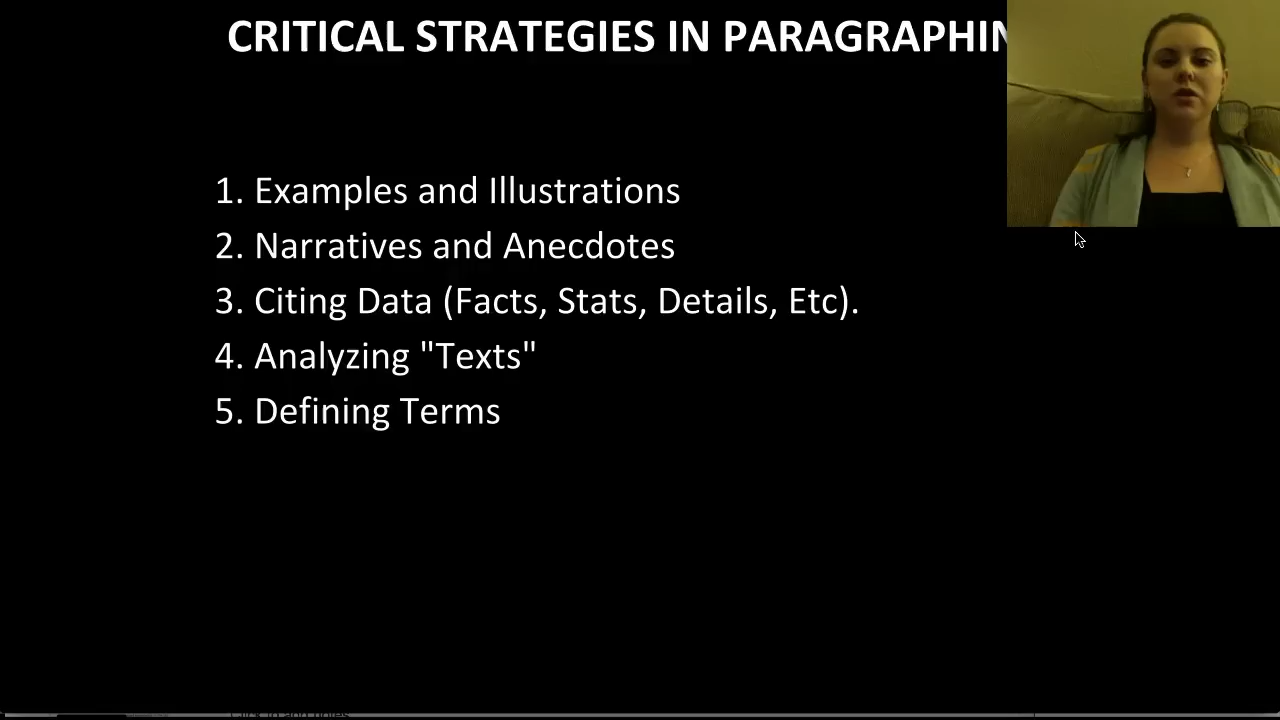 CRITICAL STRATEGIES IN PARAGRAPHIN
1. Examples and Illustrations
2. Narratives and Anecdotes
3. Citing Data (Facts, Stats, Details, Etc).
4. Analyzing "Texts"
5. Defining Terms